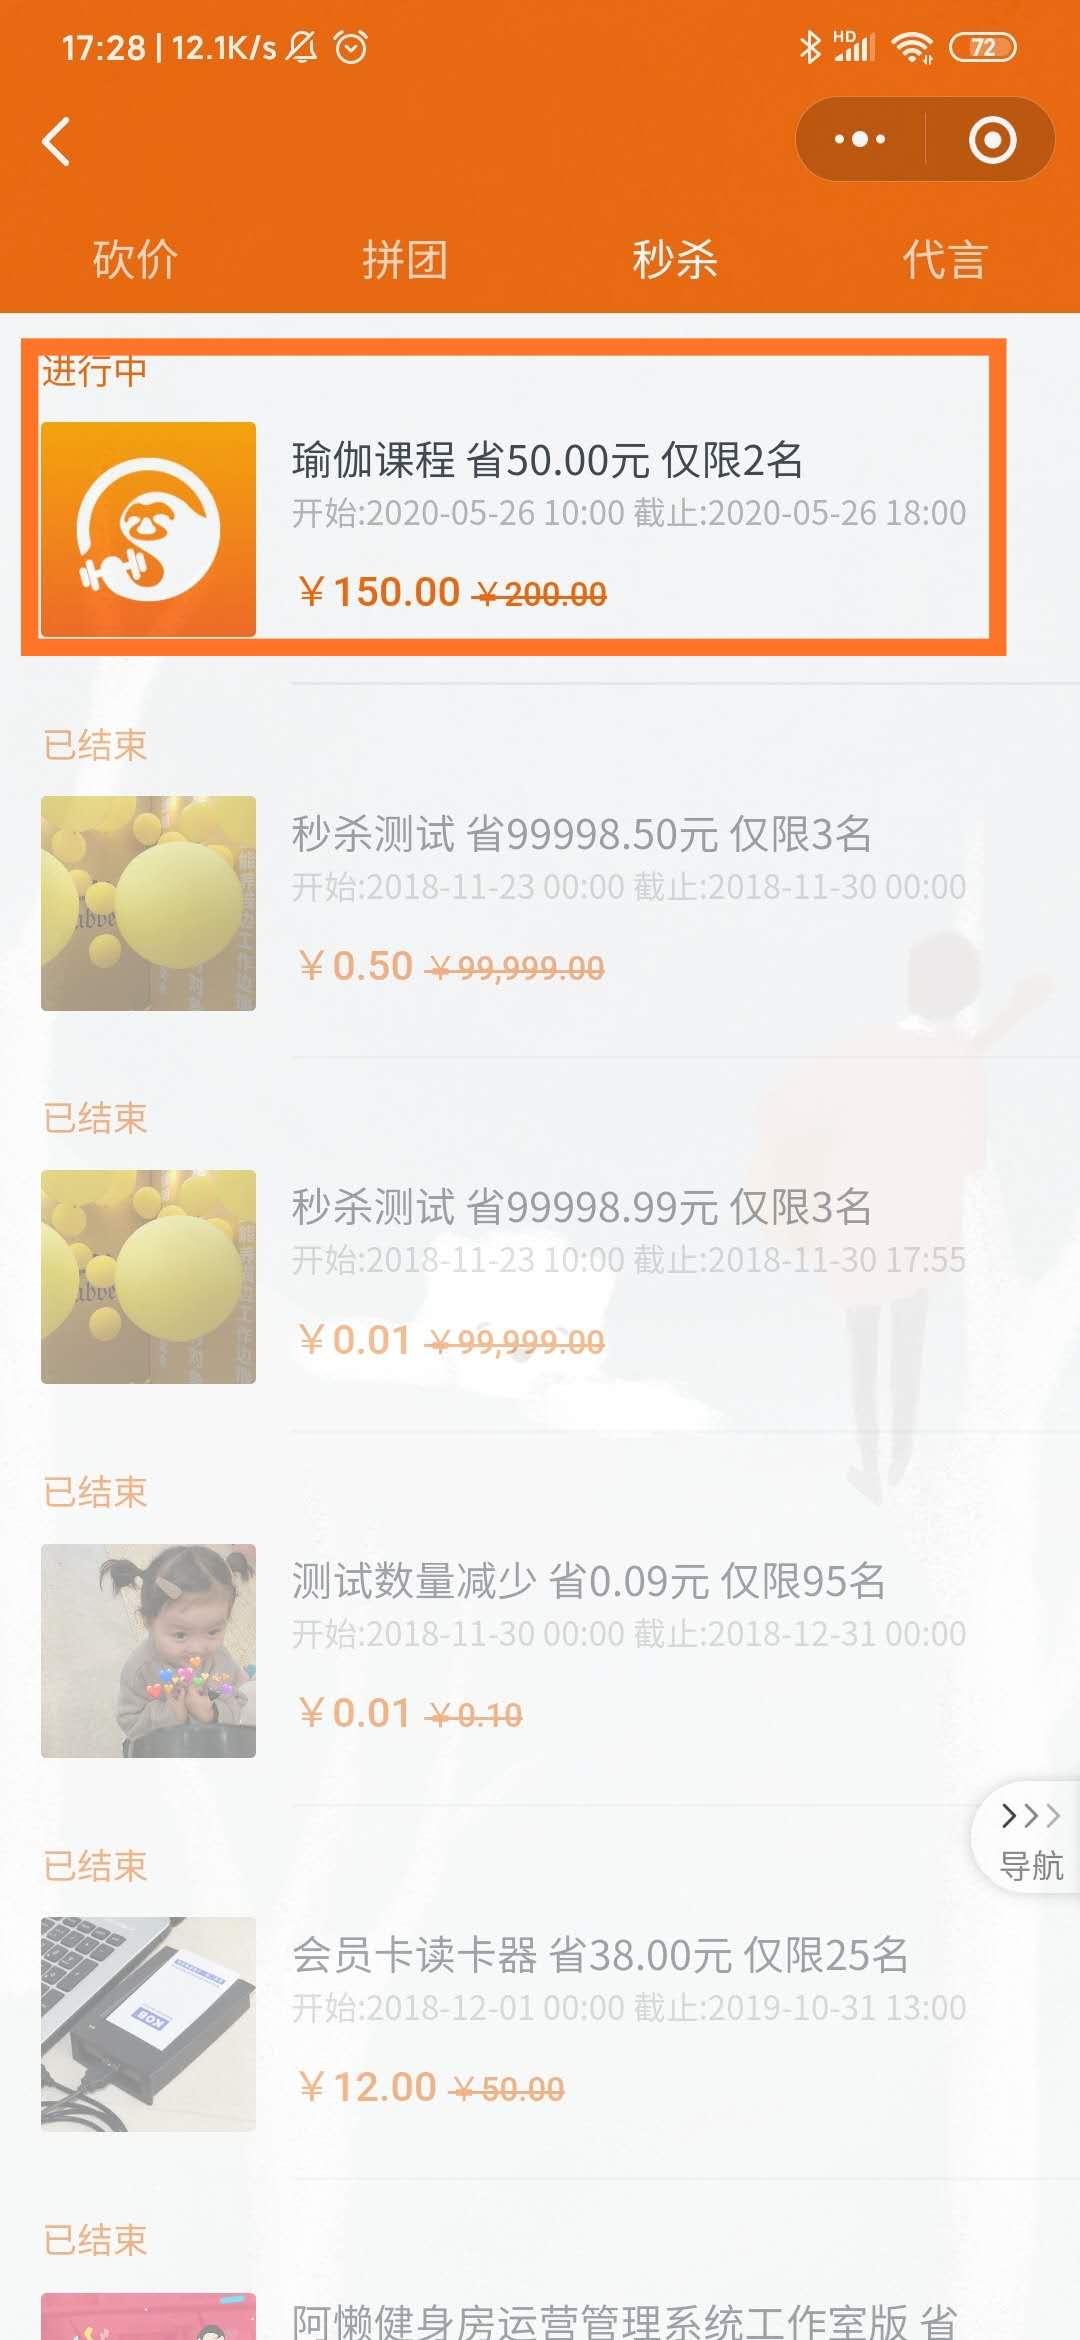 17:28 | 12.1K/s
HD
72
砍价 拼团 秒杀 代言
进行中
瑜伽课程 省50.00元 仅限2名
开始:2020-05-26 10:00 截止:2020-05-26 18:00
￥150.00 ￥200.00
已结束
秒杀测试 省99998.50元 仅限3名
开始:2018-11-23 00:00 截止:2018-11-30 00:00
￥0.50 ￥99,999.00
已结束
秒杀测试 省99998.99元 仅限3名
开始:2018-11-23 10:00 截止:2018-11-30 17:55
￥0.01 ￥99,999.00
已结束
测试数量减少 省0.09元 仅限95名
开始:2018-11-30 00:00 截止:2018-12-31 00:00
￥0.01 ￥0.10
导航
已结束
会员卡读卡器 省38.00元 仅限25名
开始:2018-12-01 00:00 截止:2019-10-31 13:00
￥12.00 ￥50.00
已结束
阿懒健身房运营管理系统工作室版 省